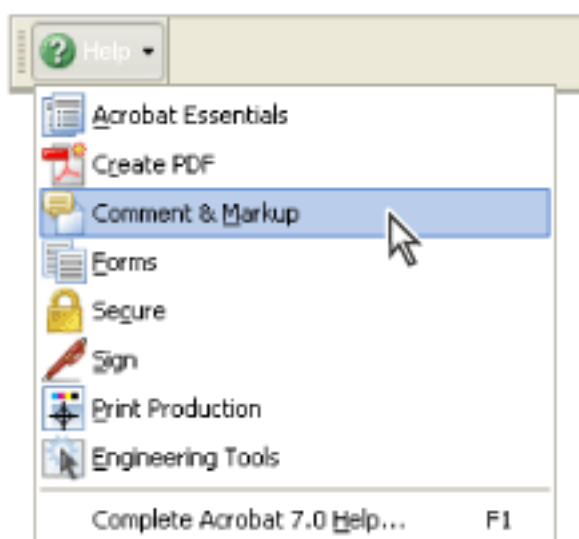 Help
Acrobat Essentials
Create PDF
Comment & Markup
Forms
Secure
Sign
Print Production
Engineering Tools
Complete Acrobat 7.0 Help... F1